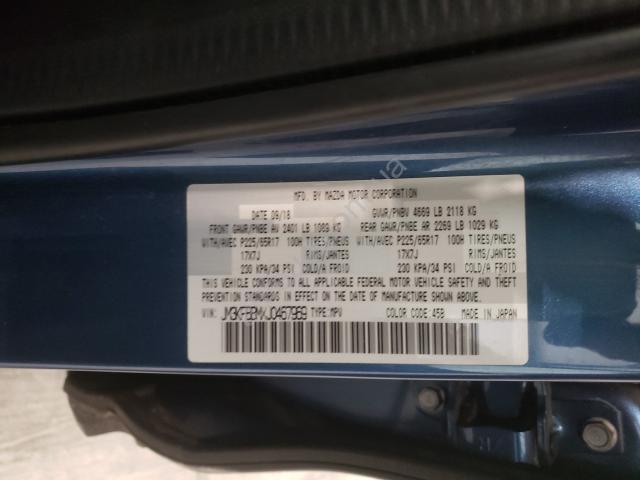 MFD. BY MAZDA MOTOR CORPORATION
DATE 09/18 GVWR/PNBV 4669 LB 2118 KG
FRONT GAWR/PNBE AV 2401 LB 1089 KG REAR GAWR/PNBE AR 2269 LB 1029 KG
WITH/AVEC P225/65R17 100H TIRES/PNEUS WITH/AVEC P225/65R17 100H TIRES/PNEUS
17X7J RIMS/JANTES 17X7J RIMS/JANTES
230 KPA/34 PSI COLD/A FROID 230 KPA/34 PSI COLD/A FROID
THIS VEHICLE CONFORMS TO ALL APPLICABLE FEDERAL MOTOR VEHICLE SAFETY AND THEFT
PREVENTION STANDARDS IN EFFECT ON THE DATE OF MANUFACTURE SHOWN ABOVE.
VIN: JM3KFBBMXJ0467969 TYPE: MPV COLOR CODE 45B MADE IN JAPAN